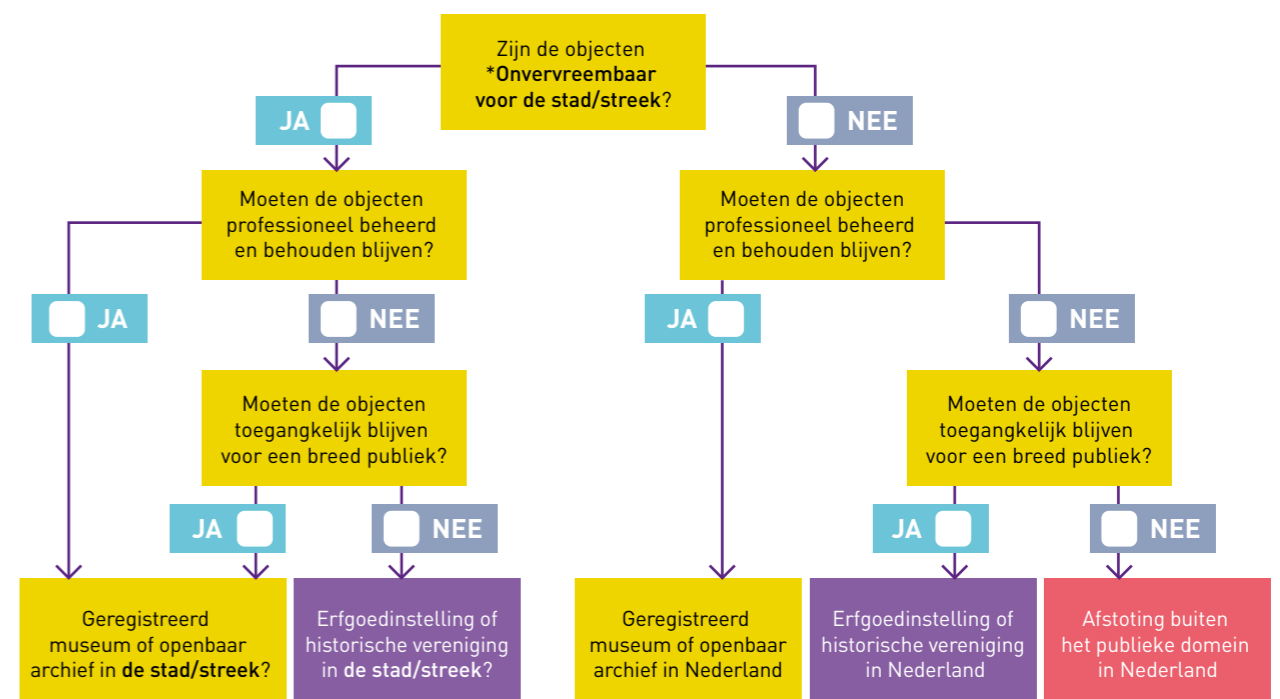 Zijn de objecten
*Onvervreembaar
voor de stad/streek?
JA
NEE
Moeten de objecten
professioneel beheerd
en behouden blijven?
Moeten de objecten
professioneel beheerd
en behouden blijven?
JA
NEE
JA
NEE
Moeten de objecten
toegangkelijk blijven
voor een breed publiek?
Moeten de objecten
toegangkelijk blijven
voor een breed publiek?
JA
NEE
JA
NEE
Geregistreerd
museum of openbaar
archief in de stad/streek?
Erfgoedinstelling of
historische vereniging
in de stad/streek?
Geregistreerd
museum of openbaar
archief in Nederland
Erfgoedinstelling of
historische vereniging
in Nederland
Afstoting buiten
het publieke domein
in Nederland